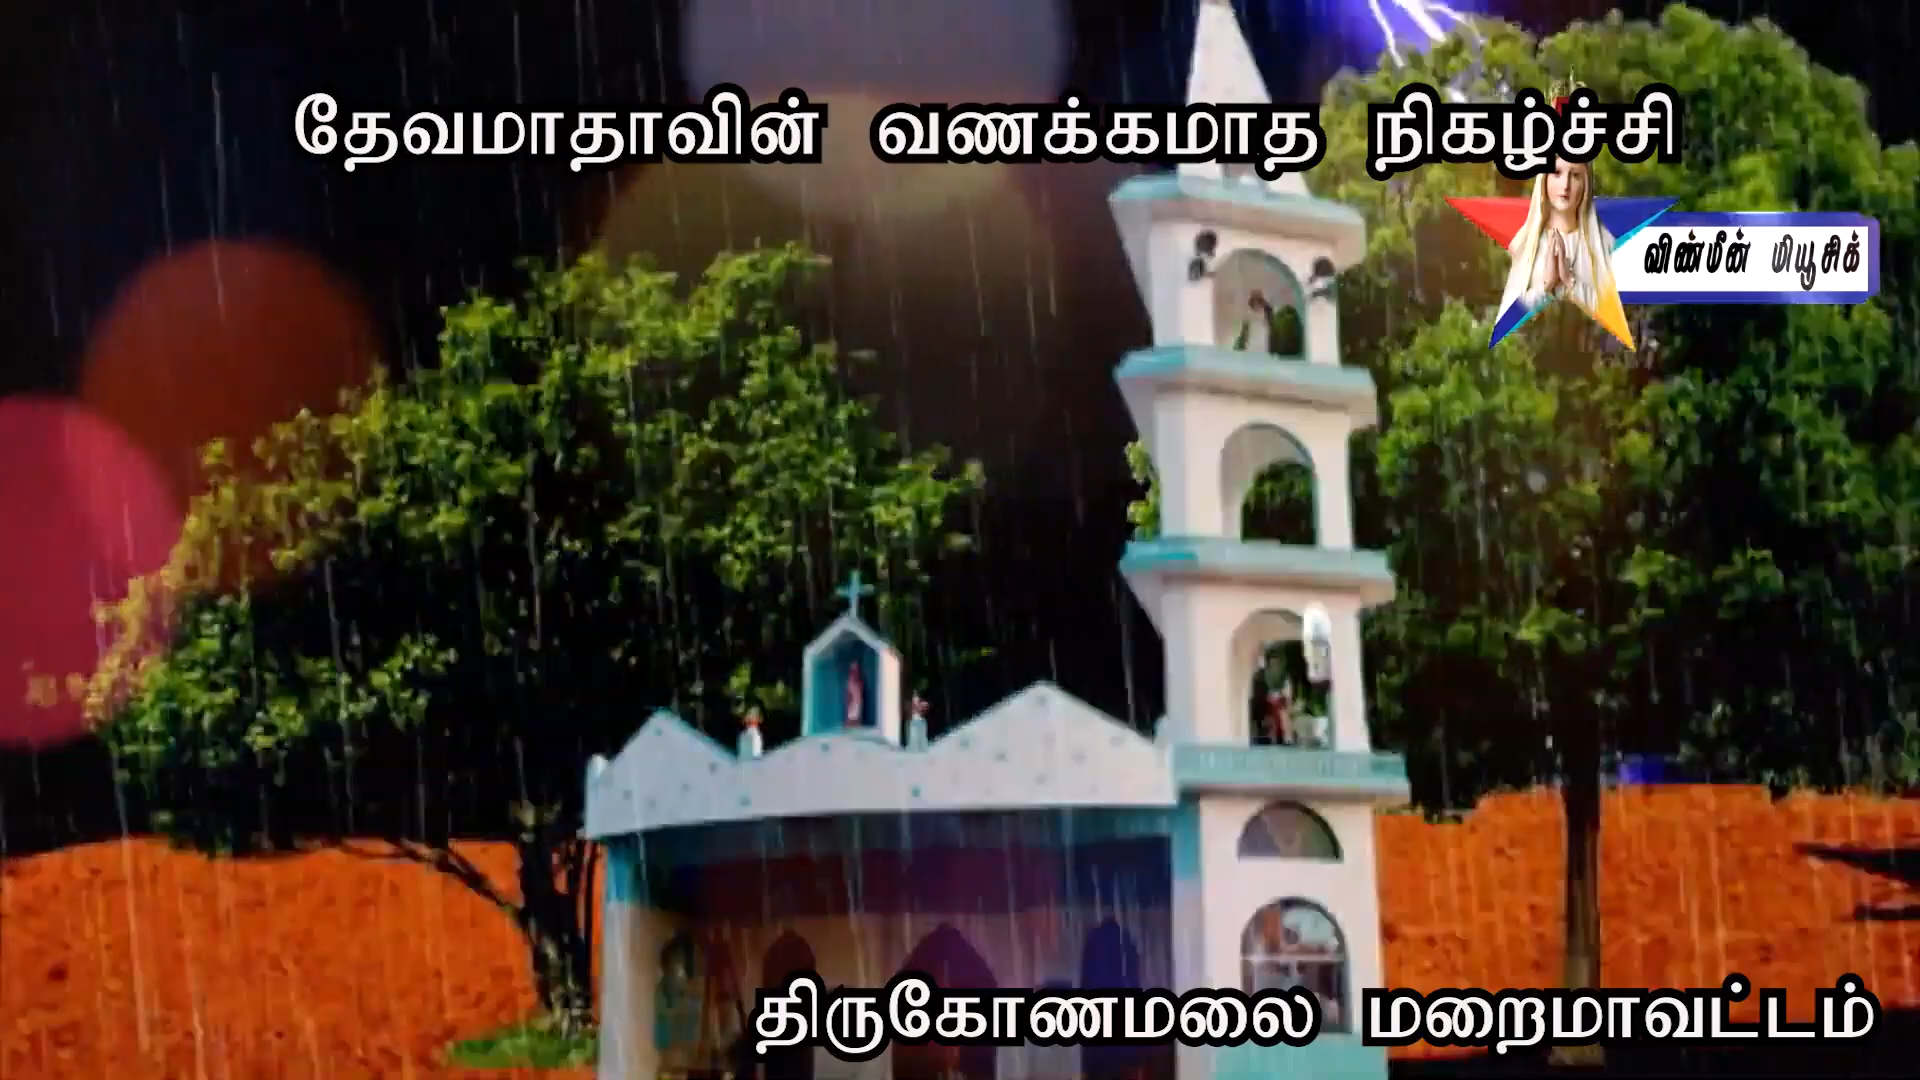 தேவமாதாவின் வணக்கமாத நிகழ்ச்சி
விண்மீன் மியூசிக்
திருகோணமலை மறைமாவட்டம்